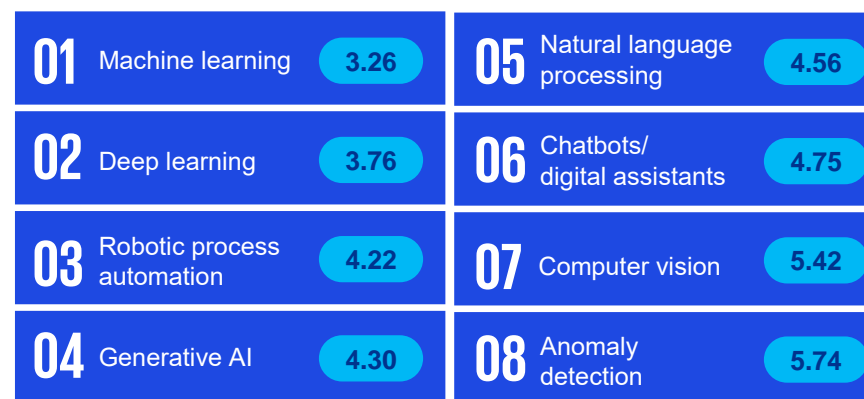 01 Machine learning 3.26
02 Deep learning 3.76
03 Robotic process
automation 4.22
04 Generative AI 4.30
05 Natural language
processing 4.56
06 Chatbots/
digital assistants 4.75
07 Computer vision 5.42
08 Anomaly
detection 5.74